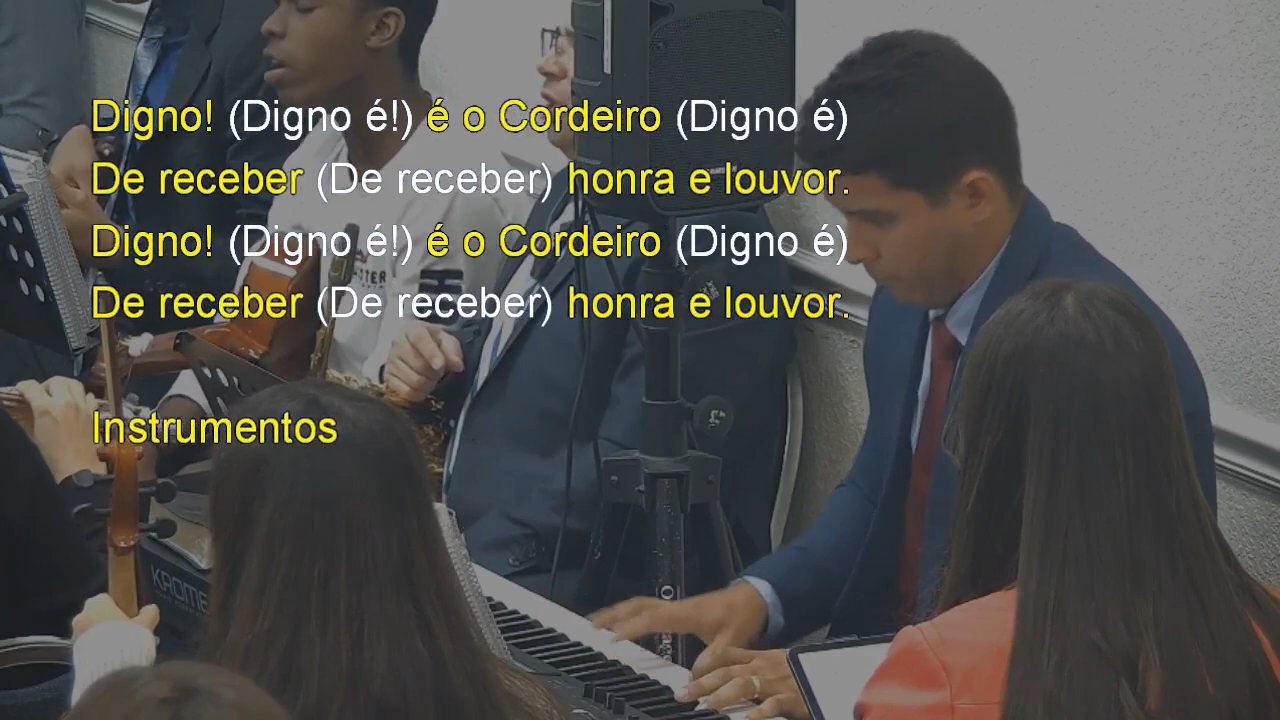 Digno! (Digno é!) é o Cordeiro (Digno é)
De receber (De receber) honra e louvor.
Digno! (Digno é!) é o Cordeiro (Digno é)
De receber (De receber) honra e louvor.
Instrumentos
KROME